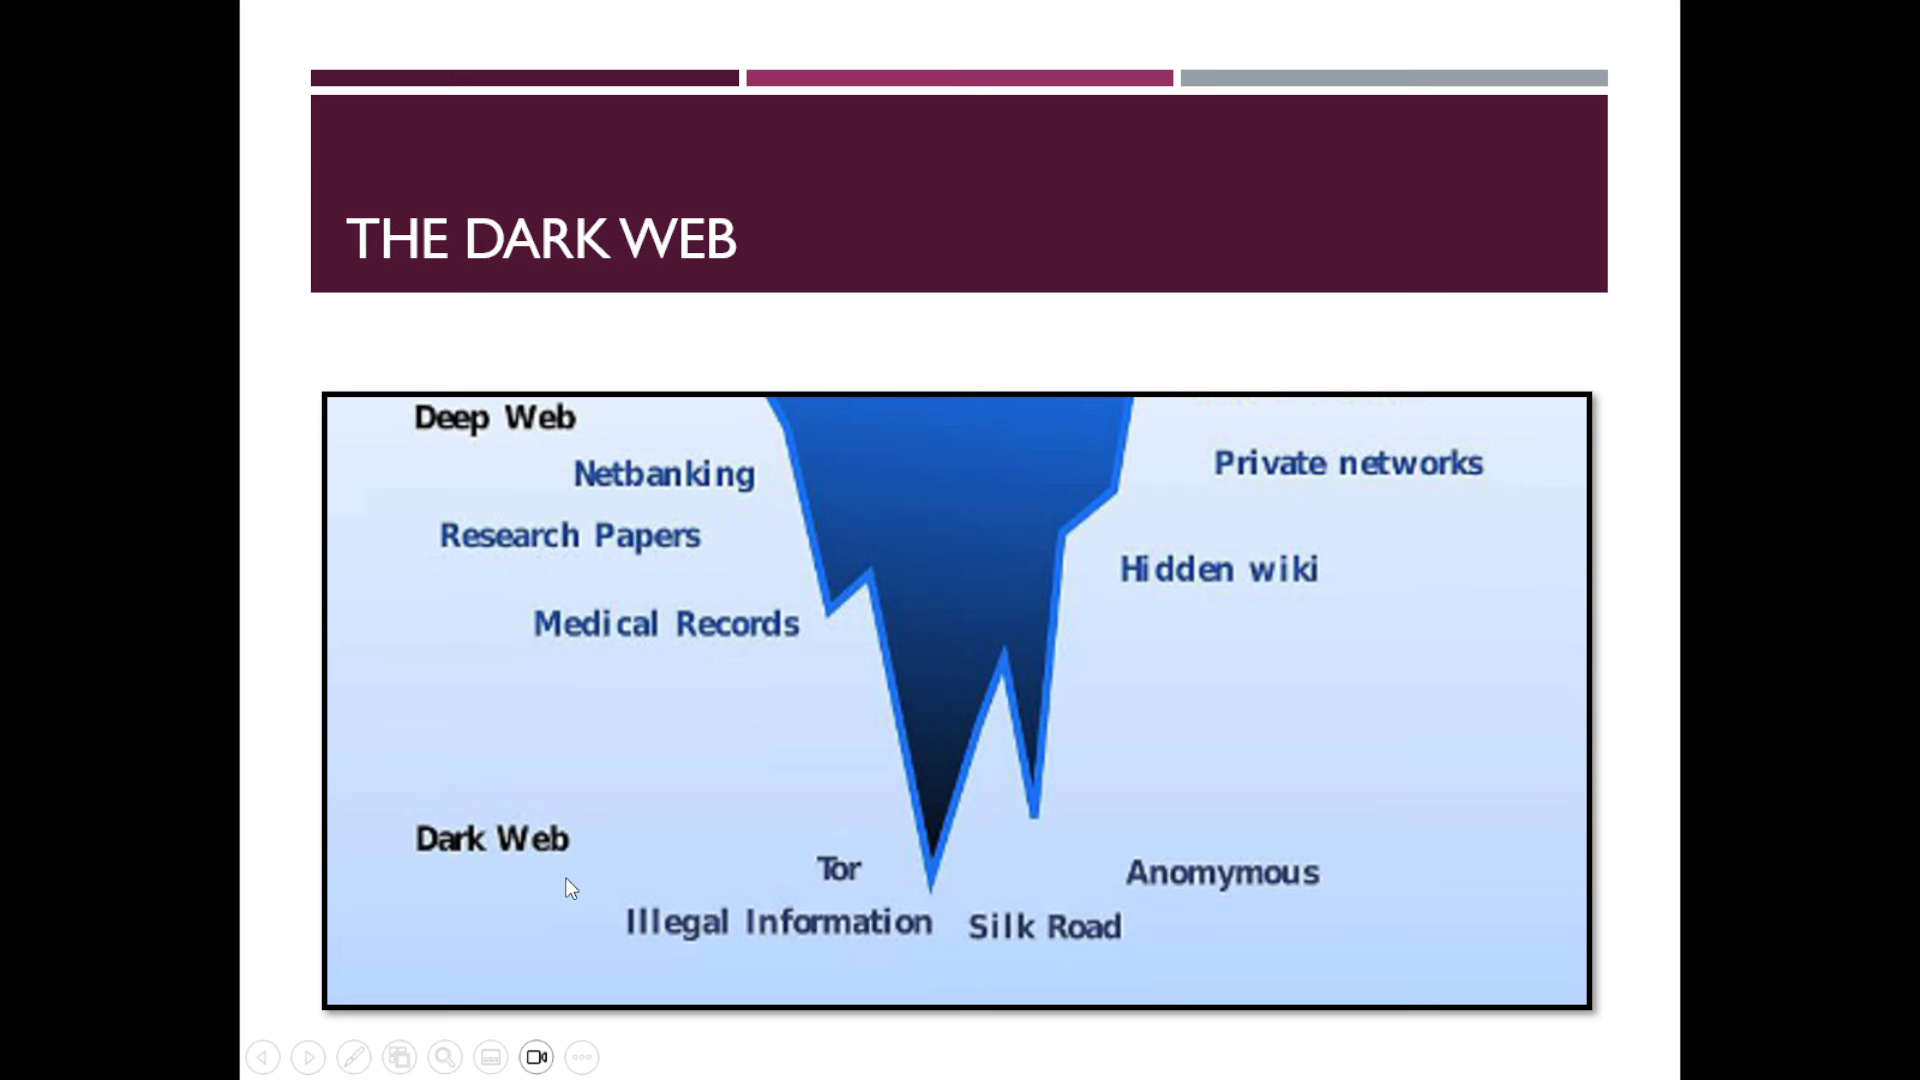 THE DARK WEB
Deep Web
Netbanking
Private networks
Research Papers
Hidden wiki
Medical Records
Dark Web
Tor
Anomymous
Illegal Information
Silk Road